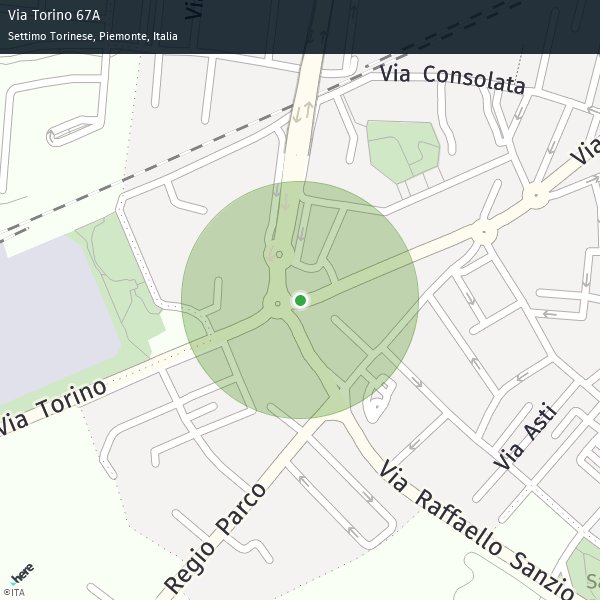 Via Torino 67A
Settimo Torinese, Piemonte, Italia
Via Consolata
Via
Via Torino
Via Asti
Via Raffaello Sanzio
Regio Parco
here
©ITA